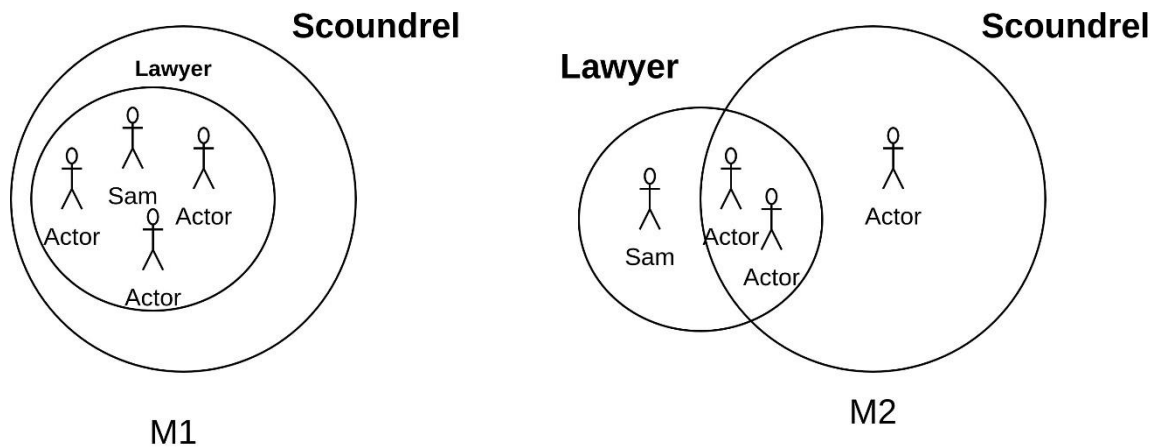 Scoundrel
Lawyer
Sam
Actor
Actor
Actor
M1
Scoundrel
Lawyer
Actor
Actor
Sam
Actor
M2